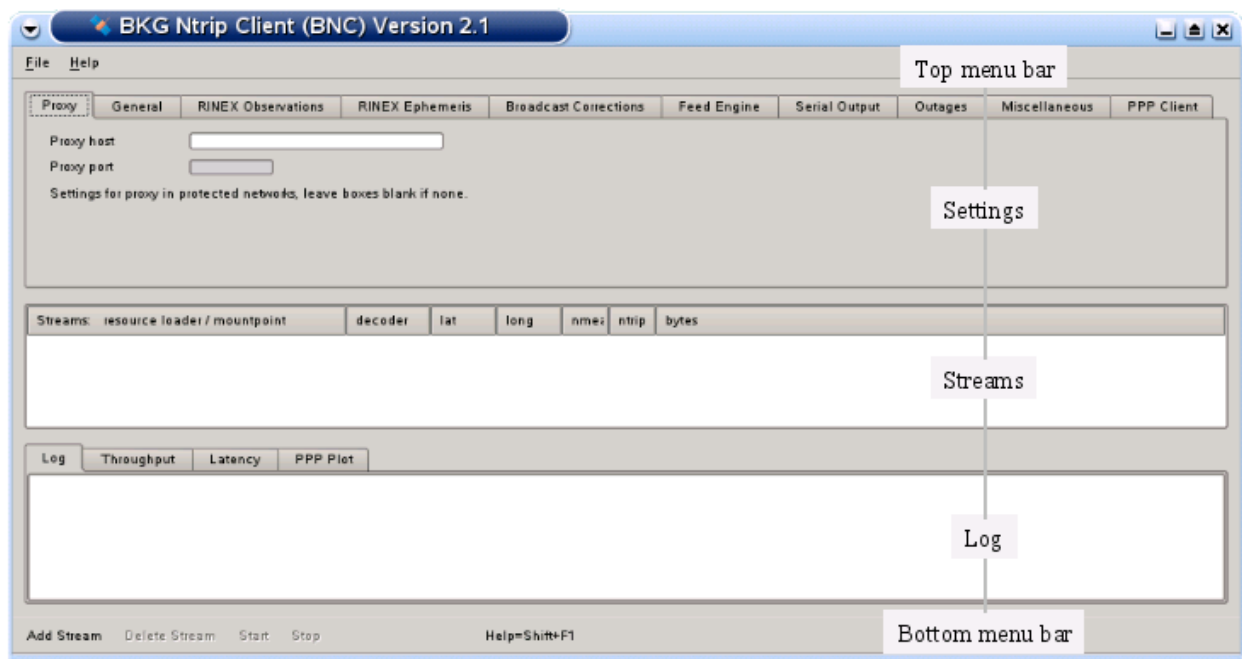 BKG Ntrip Client (BNC) Version 2.1
File Help
Top menu bar
Proxy General RINEX Observations RINEX Ephemeris Broadcast Corrections Feed Engine Serial Output Outages Miscellaneous PPP Client
Proxy host
Proxy port
Settings for proxy in protected networks, leave boxes blank if none.
Settings
Streams: resource loader / mountpoint decoder lat long nmea ntrip bytes
Streams
Log Throughput Latency PPP Plot
Log
Add Stream Delete Stream Start Stop Help=Shift+F1
Bottom menu bar